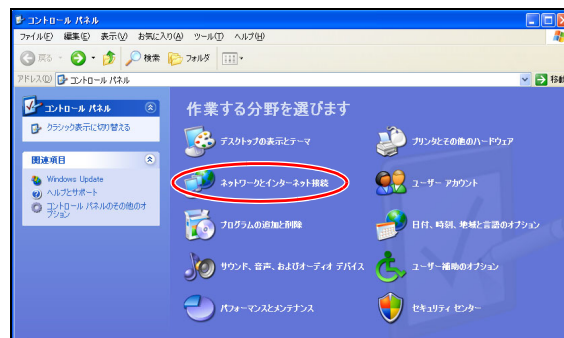 コントロール パネル
ファイル(F) 編集(E) 表示(V) お気に入り(A) ツール(T) ヘルプ(H)
戻る 検索 フォルダ
アドレス(D) コントロール パネル 移動
コントロール パネル
クラシック表示に切り替える
関連項目
Windows Update
ヘルプとサポート
コントロール パネルのその他のオ
プション
作業する分野を選びます
デスクトップの表示とテーマ
プリンタとその他のハードウェア
ネットワークとインターネット接続
ユーザー アカウント
プログラムの追加と削除
日付、時刻、地域と言語のオプション
サウンド、音声、およびオーディオ デバイス
ユーザー補助のオプション
パフォーマンスとメンテナンス
セキュリティ センター